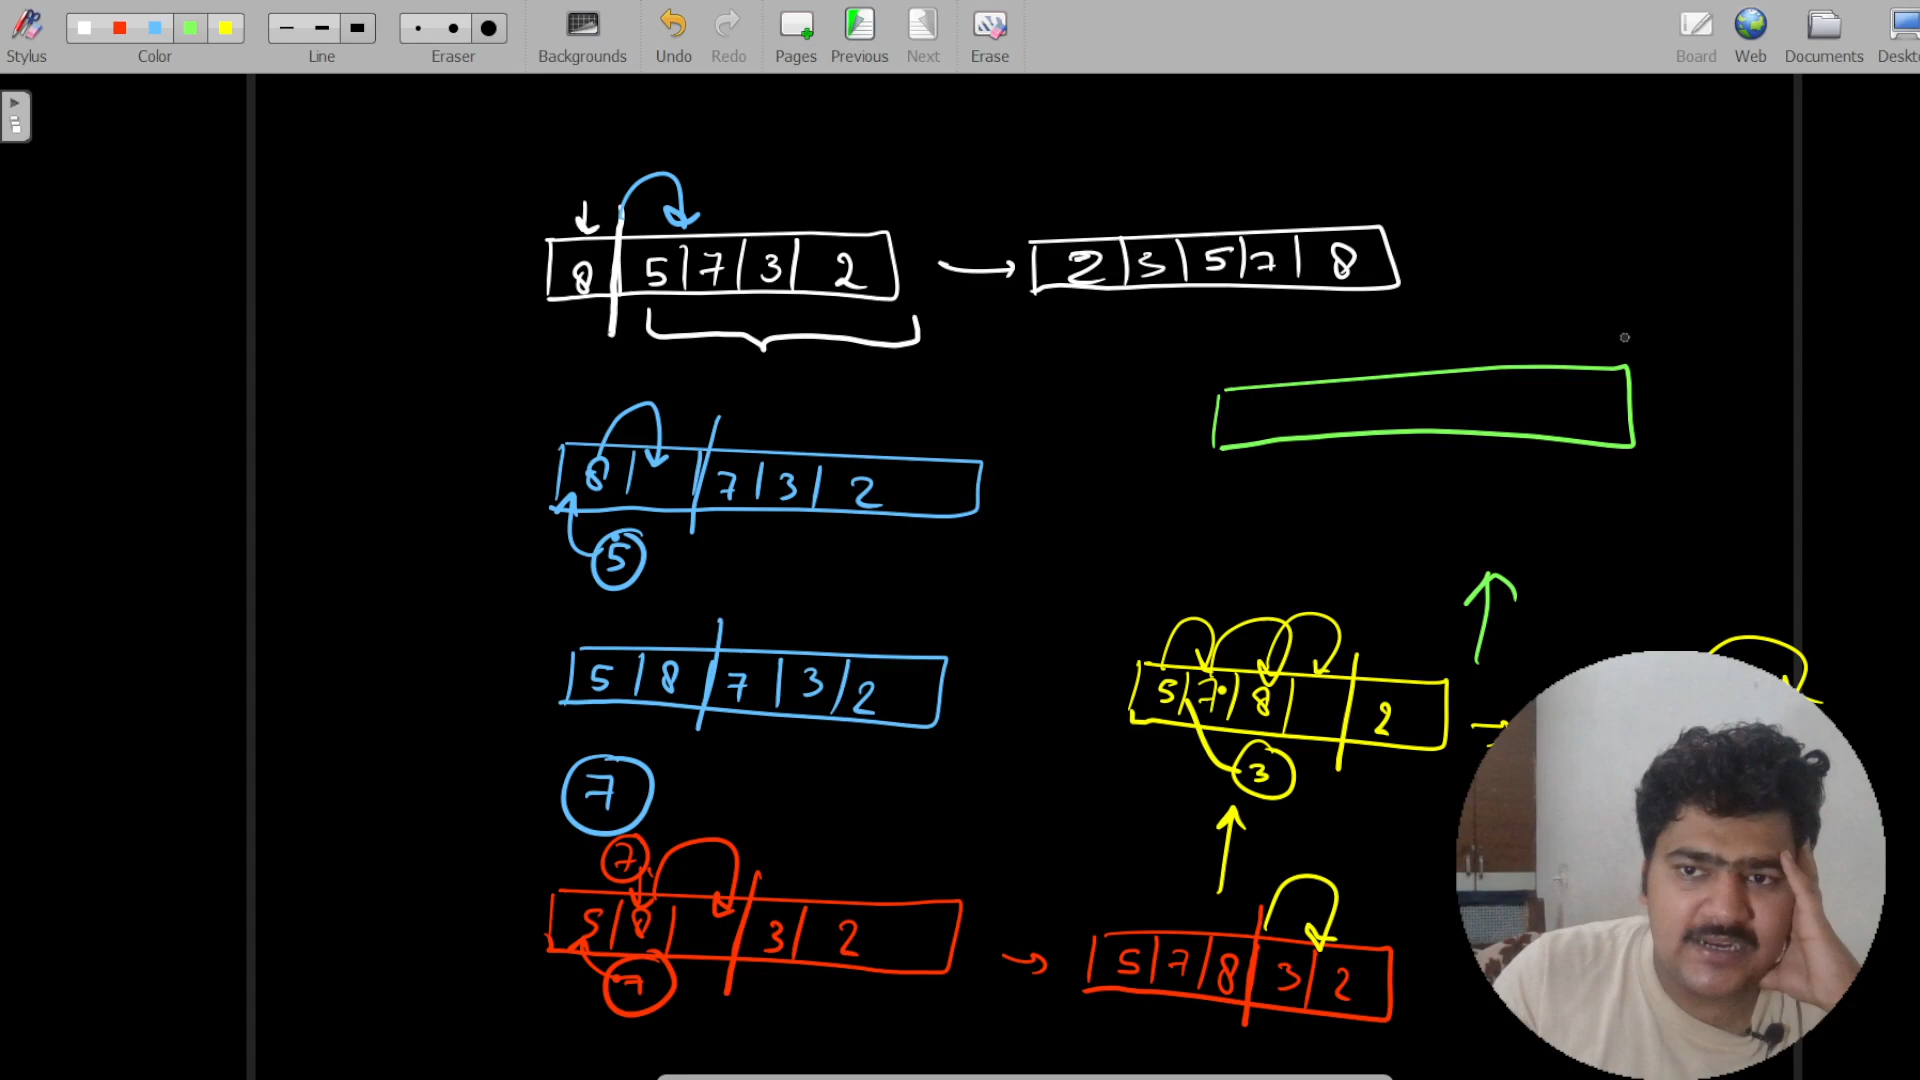 Stylus Color Line Eraser Backgrounds Undo Redo Pages Previous Next Erase Board Web Documents Deskto
8 5 7 3 2
2 3 5 7 8
8 7 3 2
5
5 8 7 3 2
7
5 7 8 2
3
7
5 8 3 2
7
5 7 8 3 2